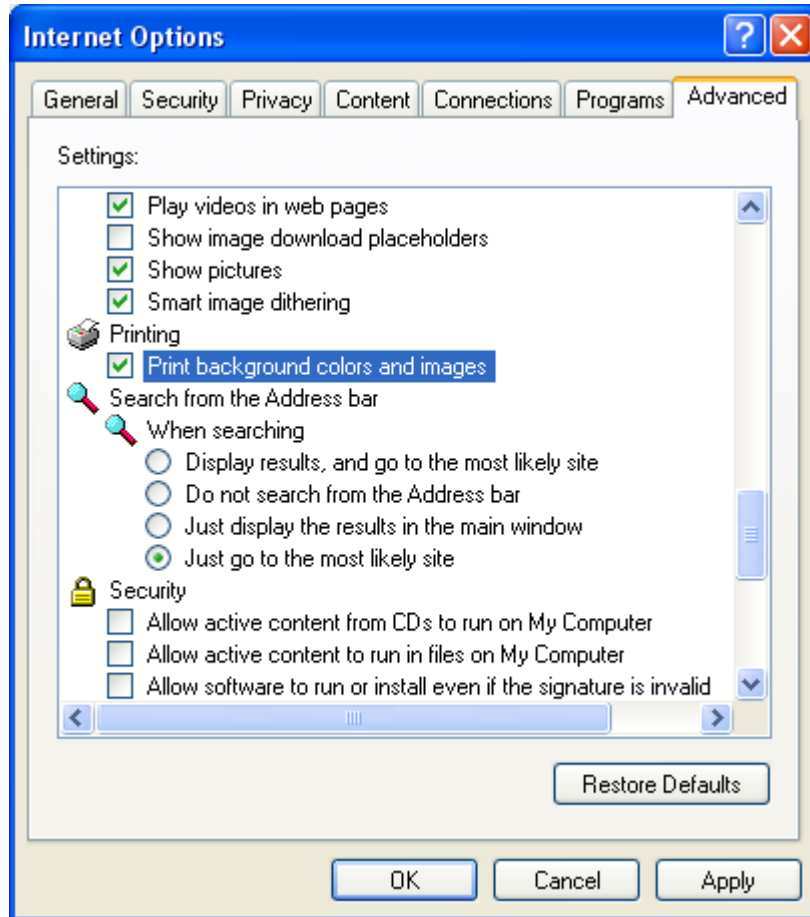 Internet Options
General Security Privacy Content Connections Programs Advanced
Settings:
Play videos in web pages
Show image download placeholders
Show pictures
Smart image dithering
Printing
Print background colors and images
Search from the Address bar
When searching
Display results, and go to the most likely site
Do not search from the Address bar
Just display the results in the main window
Just go to the most likely site
Security
Allow active content from CDs to run on My Computer
Allow active content to run in files on My Computer
Allow software to run or install even if the signature is invalid
Restore Defaults
OK Cancel Apply